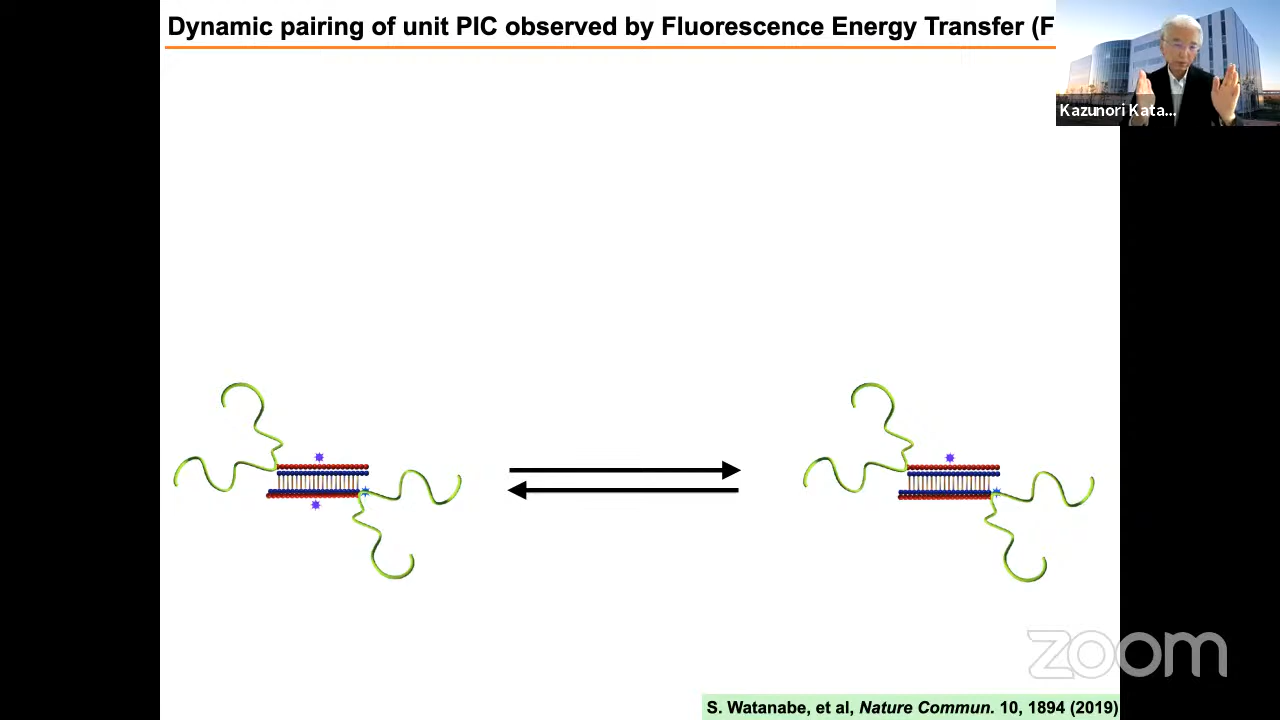 Dynamic pairing of unit PIC observed by Fluorescence Energy Transfer (F
Kazunori Kata...
zoom
S. Watanabe, et al, Nature Commun. 10, 1894 (2019)